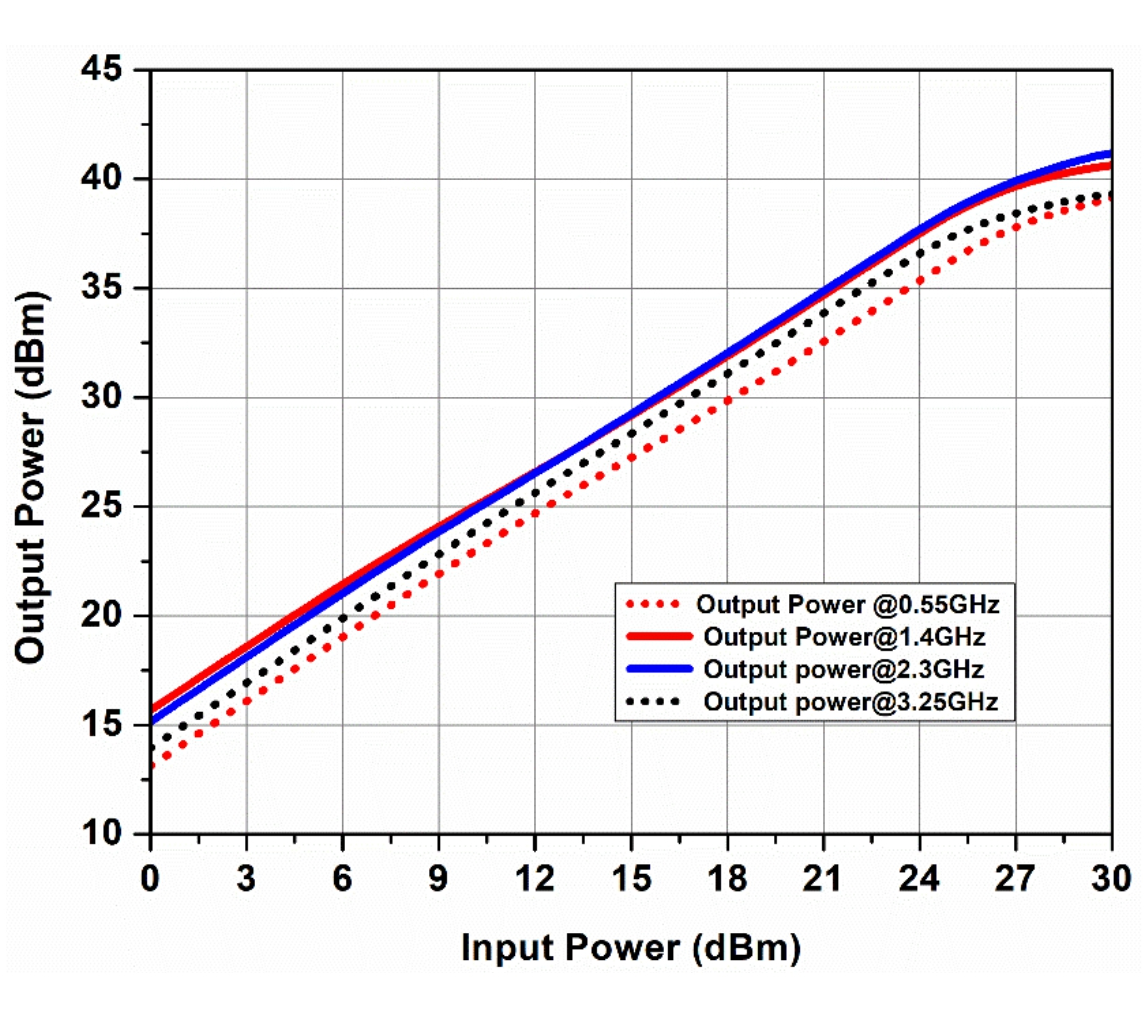 45
40
35
30
25
20
15
10
Output Power (dBm)
Output Power @0.55GHz
Output Power@1.4GHz
Output power@2.3GHz
Output power@3.25GHz
0 3 6 9 12 15 18 21 24 27 30
Input Power (dBm)